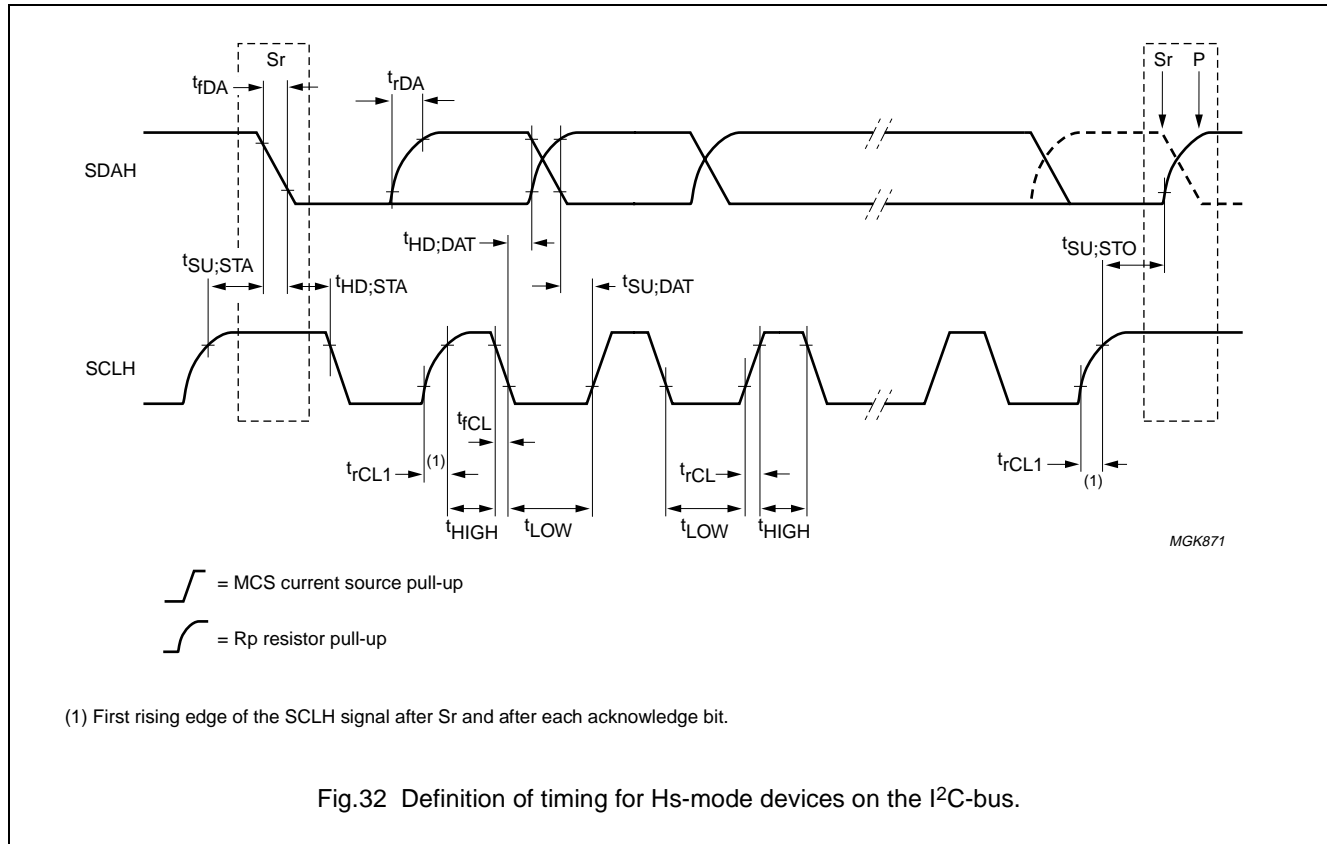 Sr
Sr P
tfDA
trDA
SDAH
tHD;DAT
tSU;STA
tSU;STO
tHD;STA
tSU;DAT
SCLH
tfCL
trCL1
(1)
trCL
trCL1
(1)
tHIGH
tLOW
tLOW
tHIGH
MGK871
= MCS current source pull-up
= Rp resistor pull-up
(1) First rising edge of the SCLH signal after Sr and after each acknowledge bit.
Fig.32 Definition of timing for Hs-mode devices on the I2C-bus.